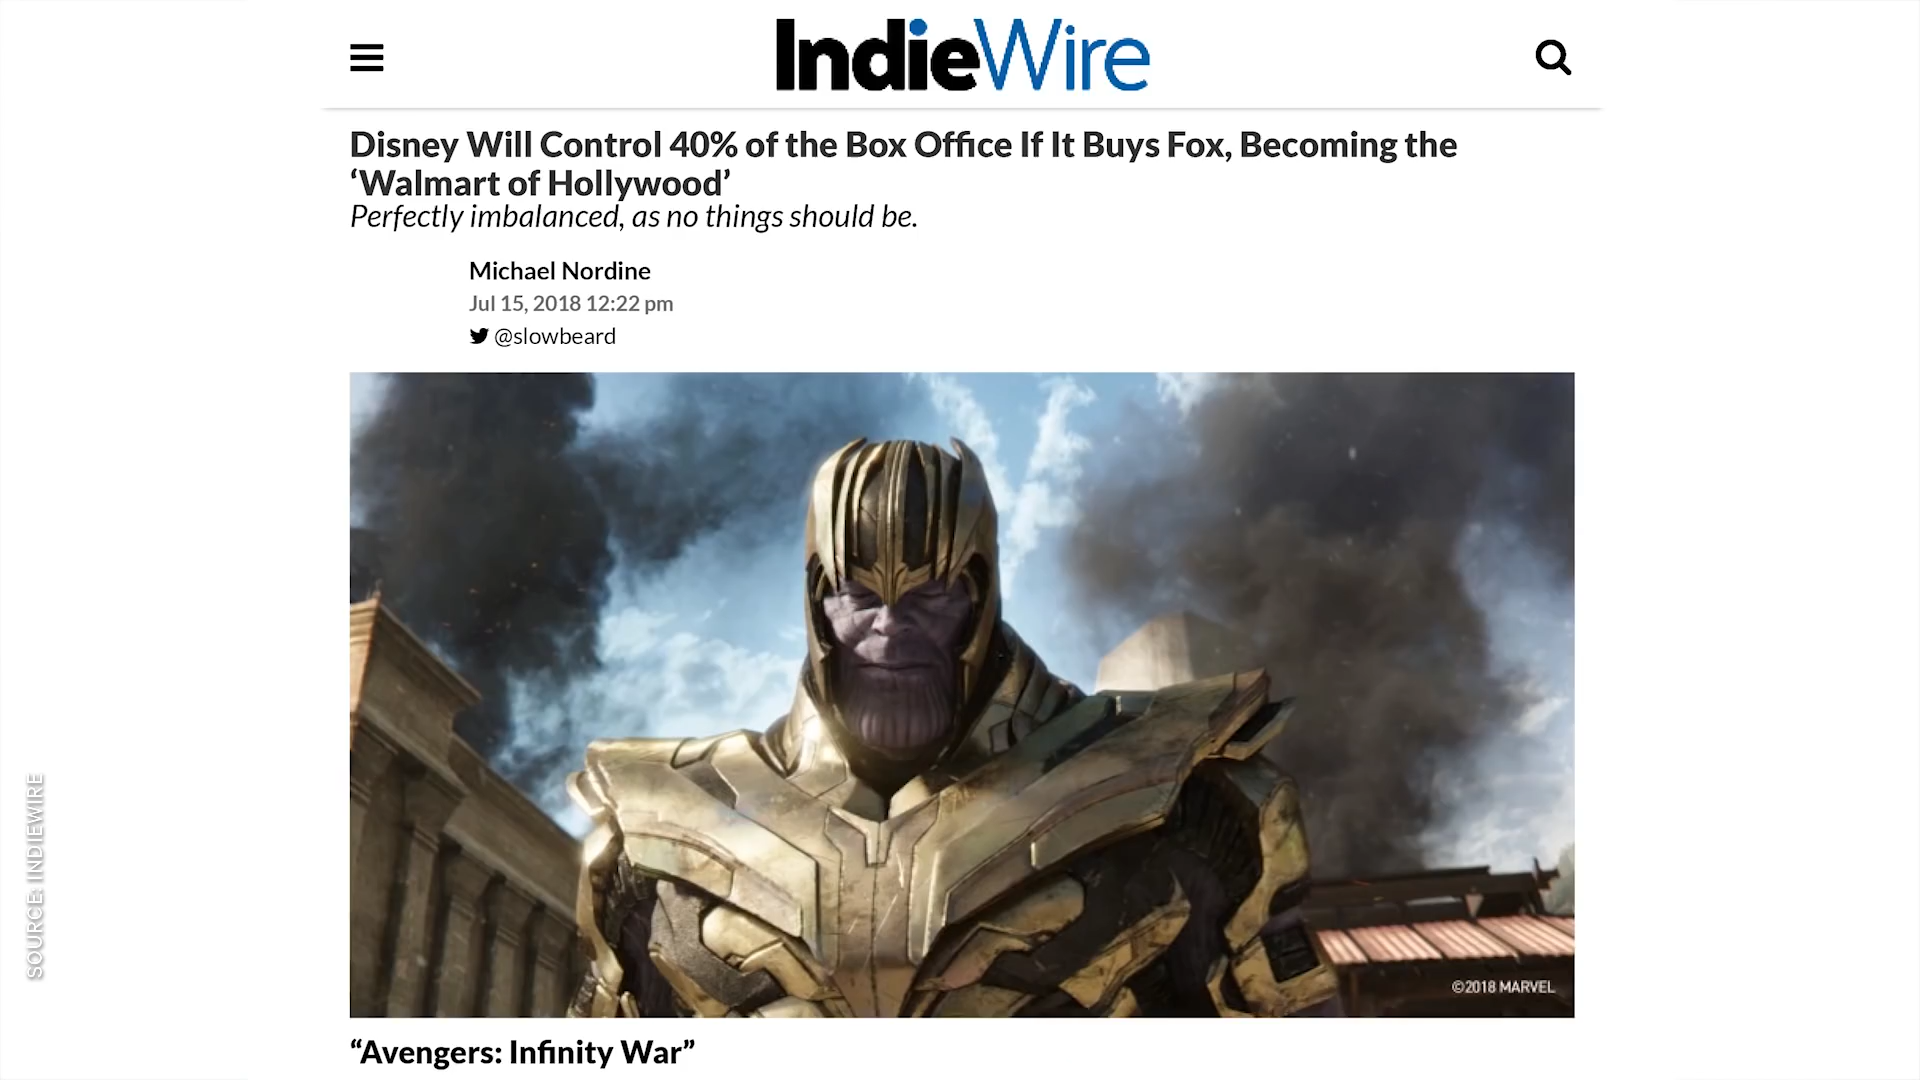 IndieWire
Disney Will Control 40% of the Box Office If It Buys Fox, Becoming the
‘Walmart of Hollywood’
Perfectly imbalanced, as no things should be.
Michael Nordine
Jul 15, 2018 12:22 pm
@slowbeard
©2018 MARVEL
“Avengers: Infinity War”
SOURCE: INDIEWIRE